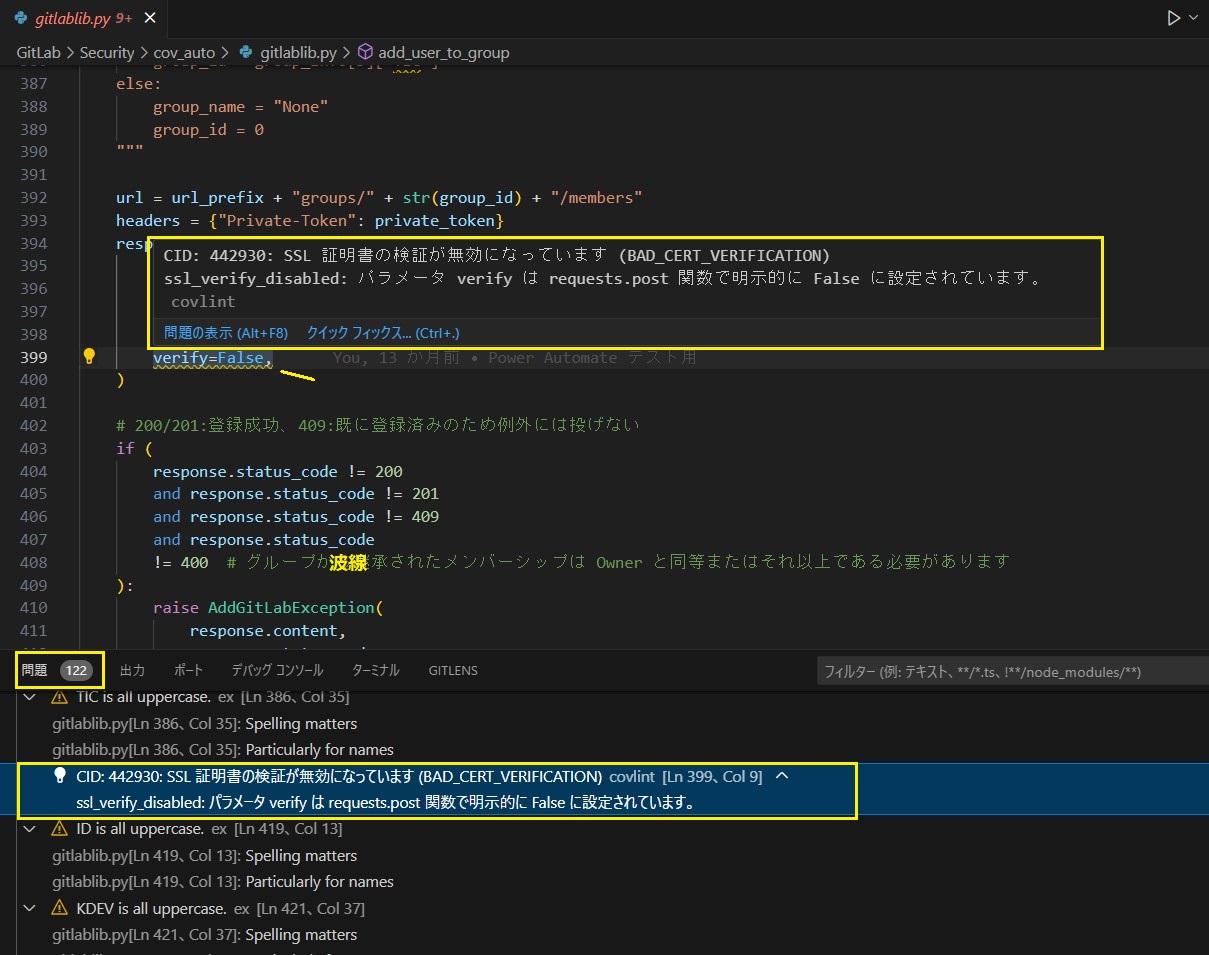 gitlablib.py 9+
GitLab > Security > cov_auto > gitlablib.py > add_user_to_group
387 else:
388 group_name = "None"
389 group_id = 0
390 """
391
392 url = url_prefix + "groups/" + str(group_id) + "/members"
393 headers = {"Private-Token": private_token}
394 resp
CID: 442930: SSL 証明書の検証が無効になっています (BAD_CERT_VERIFICATION)
395
ssl_verify_disabled: パラメータ verify は requests.post 関数で明示的に False に設定されています。
396
covlint
397
問題の表示 (Alt+F8) クイック フィックス... (Ctrl+.)
398
399 verify=False, You, 13 か月前 • Power Automate テスト用
400 )
401
402 # 200/201:登録成功、409:既に登録済みのため例外には投げない
403 if (
404 response.status_code != 200
405 and response.status_code != 201
406 and response.status_code != 409
407 and response.status_code
408 != 400 # グループか 波線 承されたメンバーシップは Owner と同等またはそれ以上である必要があります
409 ):
410 raise AddGitLabException(
411 response.content,
問題 122 出力 ポート デバッグ コンソール ターミナル GITLENS フィルター (例: テキスト、**/*.ts、!**/node_modules/**)
TIC is all uppercase. ex [Ln 386、Col 35]
gitlablib.py[Ln 386、Col 35]: Spelling matters
gitlablib.py[Ln 386、Col 35]: Particularly for names
CID: 442930: SSL 証明書の検証が無効になっています (BAD_CERT_VERIFICATION) covlint [Ln 399、Col 9]
ssl_verify_disabled: パラメータ verify は requests.post 関数で明示的に False に設定されています。
ID is all uppercase. ex [Ln 419、Col 13]
gitlablib.py[Ln 419、Col 13]: Spelling matters
gitlablib.py[Ln 419、Col 13]: Particularly for names
KDEV is all uppercase. ex [Ln 421、Col 37]
gitlablib.py[Ln 421、Col 37]: Spelling matters